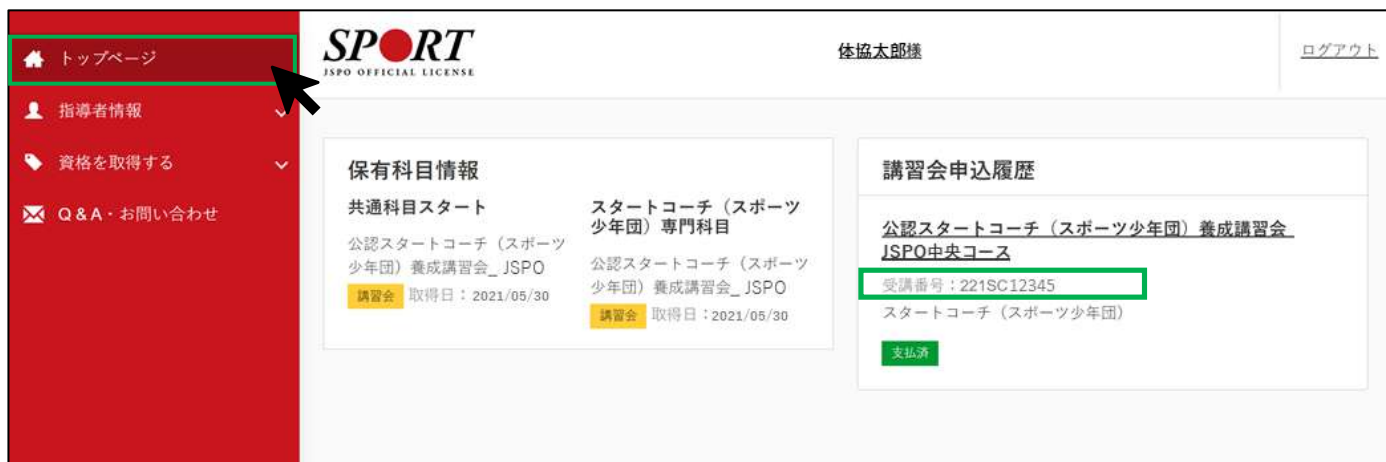 トップページ
指導者情報
資格を取得する
Q&A・お問い合わせ
SPORT
JSPO OFFICIAL LICENSE
体協太郎様
ログアウト
保有科目情報
共通科目スタート
公認スタートコーチ（スポーツ
少年団）養成講習会_ JSPO
講習会 取得日：2021/05/30
スタートコーチ（スポーツ
少年団）専門科目
公認スタートコーチ（スポーツ
少年団）養成講習会_ JSPO
講習会 取得日：2021/05/30
講習会申込履歴
公認スタートコーチ（スポーツ少年団）養成講習会_
JSPO中央コース
受講番号：221SC12345
スタートコーチ（スポーツ少年団）
支払済